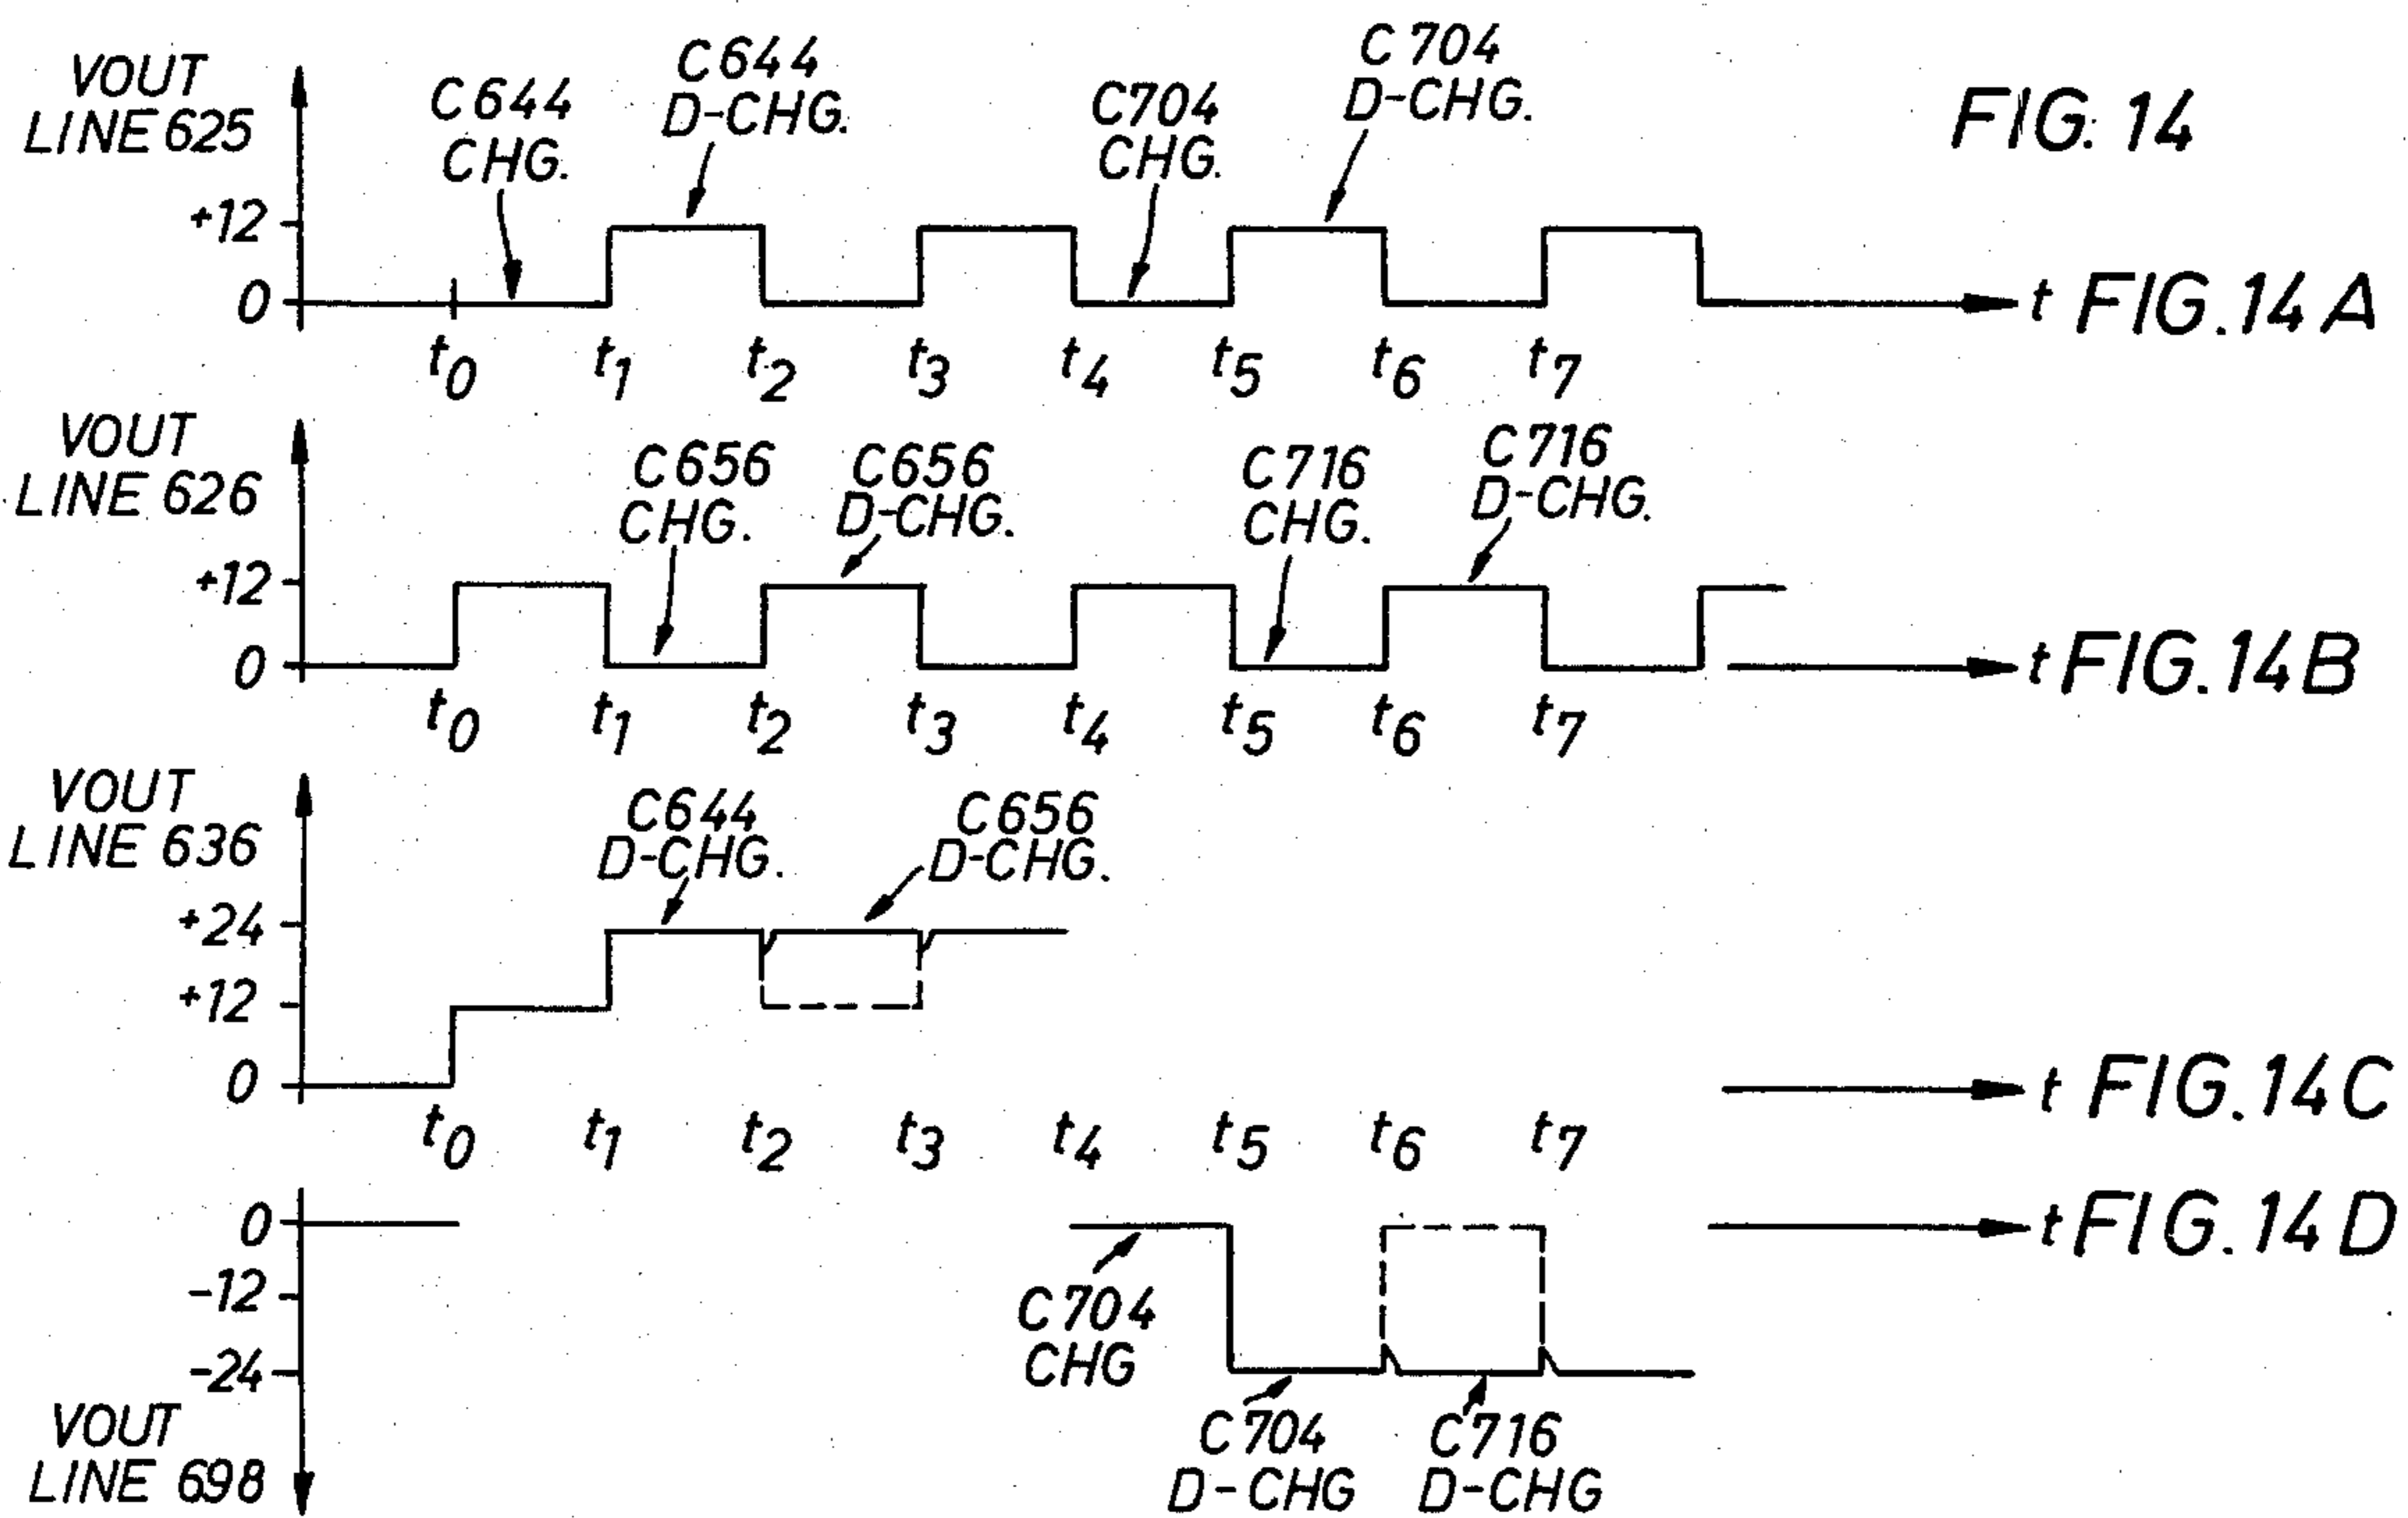 FIG. 14
VOUT
LINE 625
C644
CHG.
C644
D-CHG.
C704
CHG.
C704
D-CHG.
+12
0
t0 t1 t2 t3 t4 t5 t6 t7
t FIG.14A
VOUT
LINE 626
C656
CHG.
C656
D-CHG.
C716
CHG.
C716
D-CHG.
+12
0
t0 t1 t2 t3 t4 t5 t6 t7
t FIG.14B
VOUT
LINE 636
C644
D-CHG.
C656
D-CHG.
+24
+12
0
t0 t1 t2 t3 t4 t5 t6 t7
t FIG.14C
0
-12
-24
VOUT
LINE 698
C704
CHG
C704
D-CHG
C716
D-CHG
t FIG.14D